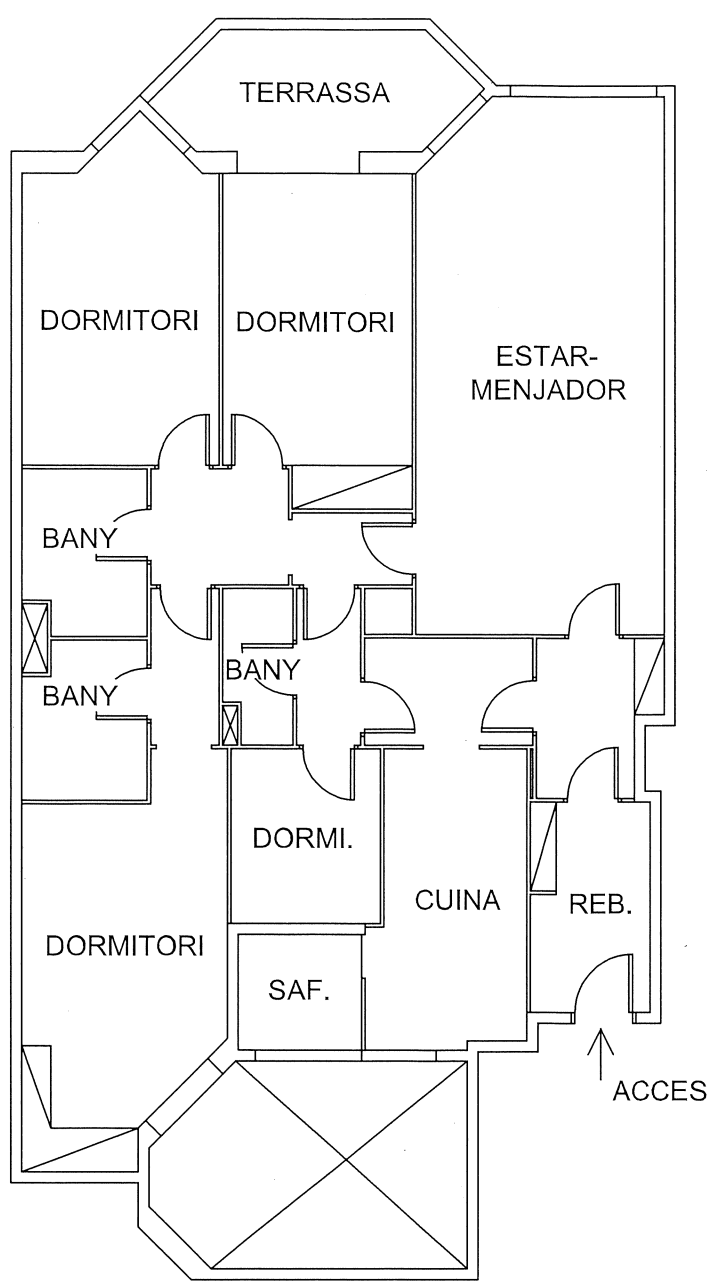 TERRASSA
DORMITORI
DORMITORI
ESTAR-
MENJADOR
BANY
BANY
BANY
DORMI.
CUINA
REB.
DORMITORI
SAF.
ACCES